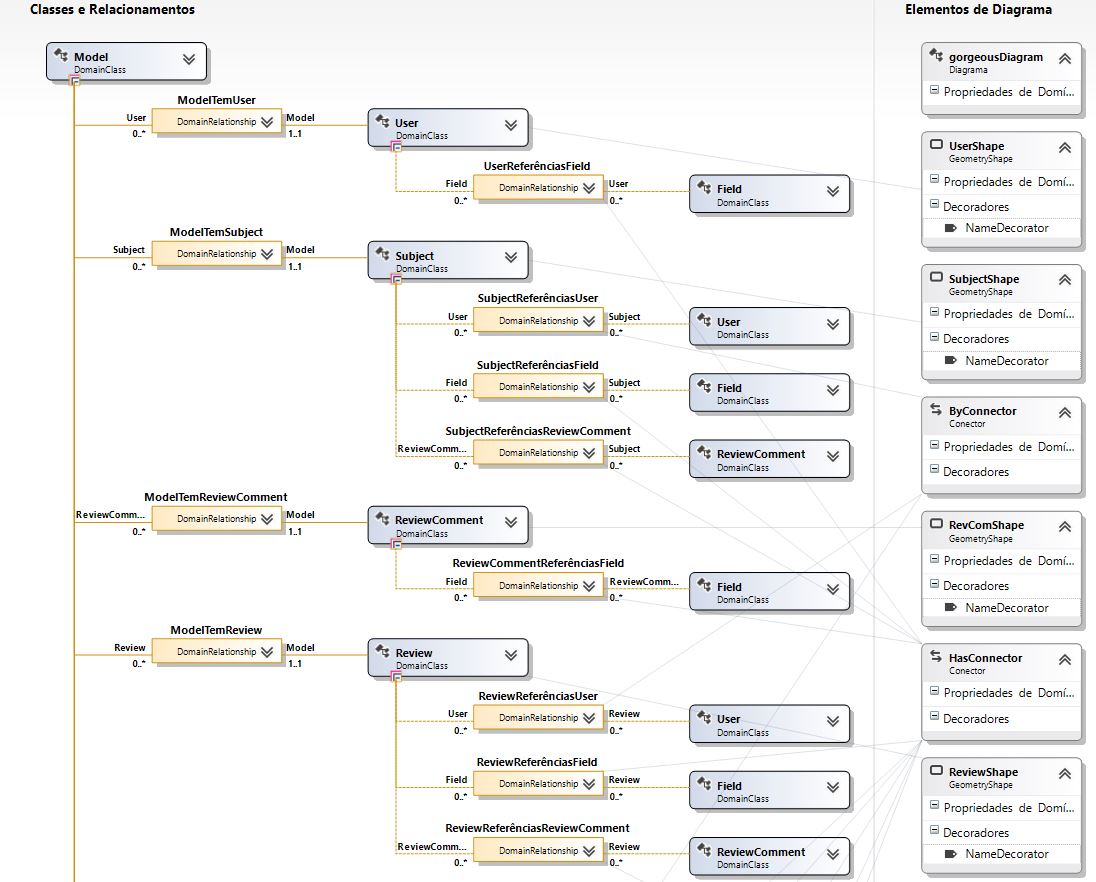 Classes e Relacionamentos
Elementos de Diagrama
Model
DomainClass
ModelTemUser
User
DomainRelationship
Model
0..*
1..1
User
DomainClass
UserReferênciasField
Field
DomainRelationship
User
0..*
0..*
Field
DomainClass
ModelTemSubject
Subject
DomainRelationship
Model
0..*
1..1
Subject
DomainClass
SubjectReferênciasUser
User
DomainRelationship
Subject
0..*
0..*
User
DomainClass
SubjectReferênciasField
Field
DomainRelationship
Subject
0..*
0..*
Field
DomainClass
SubjectReferênciasReviewComment
ReviewComm...
DomainRelationship
Subject
0..*
0..*
ReviewComment
DomainClass
ModelTemReviewComment
ReviewComm...
DomainRelationship
Model
0..*
1..1
ReviewComment
DomainClass
ReviewCommentReferênciasField
Field
DomainRelationship
ReviewComm...
0..*
0..*
Field
DomainClass
ModelTemReview
Review
DomainRelationship
Model
0..*
1..1
Review
DomainClass
ReviewReferênciasUser
User
DomainRelationship
Review
0..*
0..*
User
DomainClass
ReviewReferênciasField
Field
DomainRelationship
Review
0..*
0..*
Field
DomainClass
ReviewReferênciasReviewComment
ReviewComm...
DomainRelationship
Review
0..*
0..*
ReviewComment
DomainClass
gorgeousDiagram
Diagrama
Propriedades de Domí...
UserShape
GeometryShape
Propriedades de Domí...
Decoradores
NameDecorator
SubjectShape
GeometryShape
Propriedades de Domí...
Decoradores
NameDecorator
ByConnector
Conector
Propriedades de Domí...
Decoradores
RevComShape
GeometryShape
Propriedades de Domí...
Decoradores
NameDecorator
HasConnector
Conector
Propriedades de Domí...
Decoradores
ReviewShape
GeometryShape
Propriedades de Domí...
Decoradores
NameDecorator